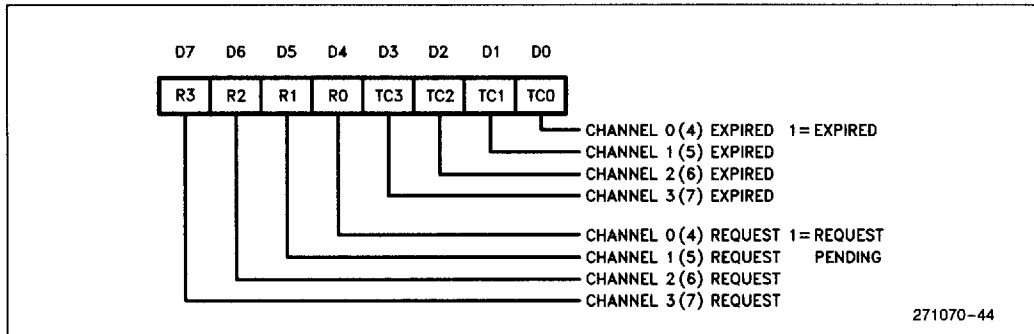 D7 D6 D5 D4 D3 D2 D1 D0
R3 R2 R1 R0 TC3 TC2 TC1 TC0
CHANNEL 0(4) EXPIRED 1=EXPIRED
CHANNEL 1(5) EXPIRED
CHANNEL 2(6) EXPIRED
CHANNEL 3(7) EXPIRED
CHANNEL 0(4) REQUEST 1=REQUEST
CHANNEL 1(5) REQUEST PENDING
CHANNEL 2(6) REQUEST
CHANNEL 3(7) REQUEST
271070-44